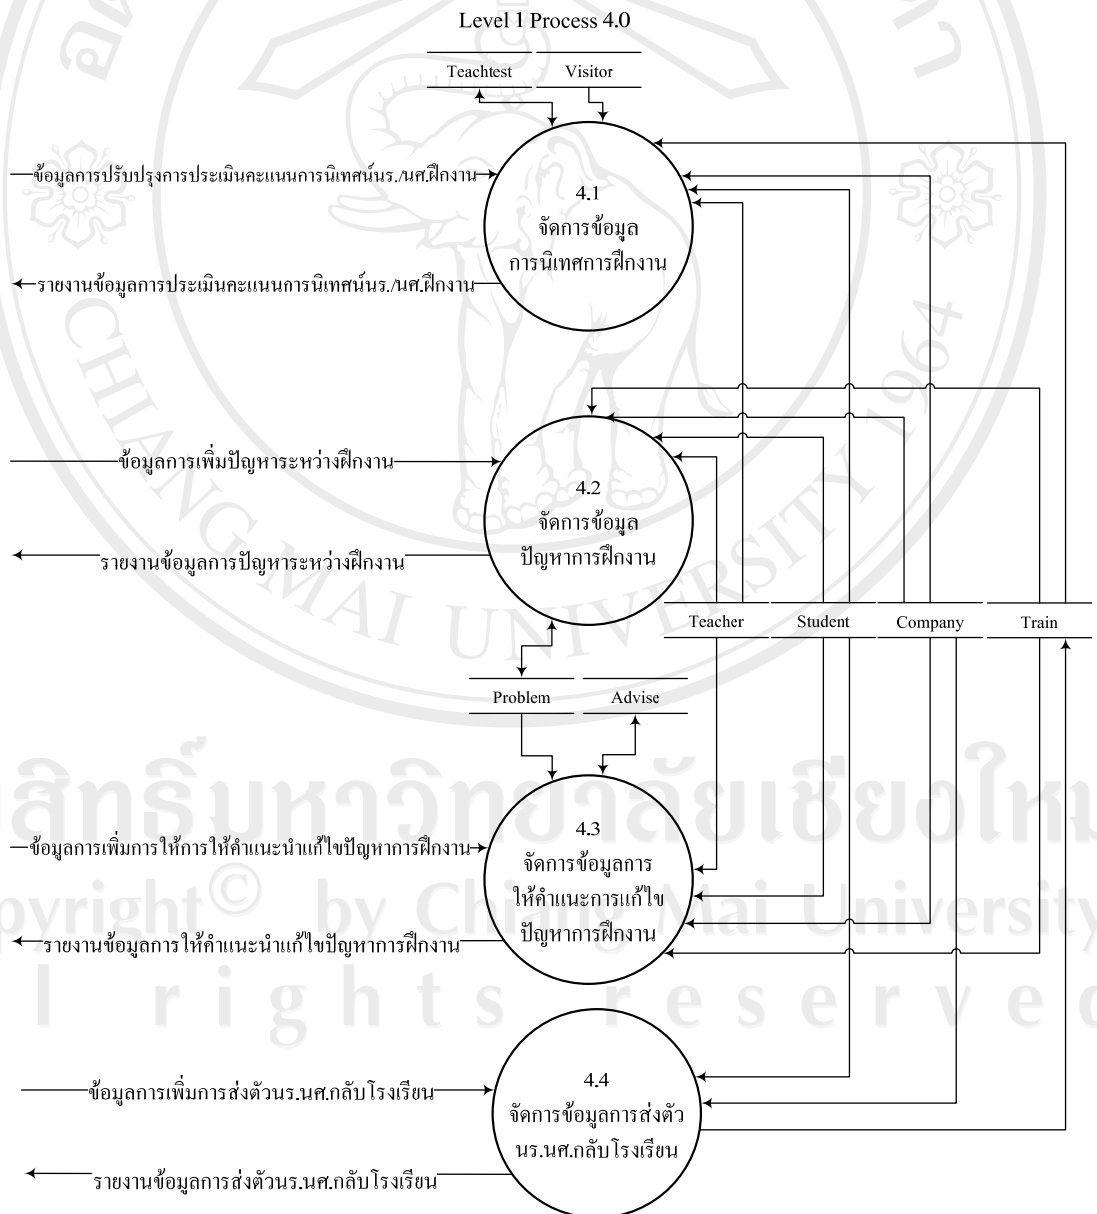 Level 1 Process 4.0
Teachtest
Visitor
ข้อมูลการปรับปรุงการประเมินคะแนนการนิเทศน์นร./นศ.ฝึกงาน
4.1
จัดการข้อมูล
การนิเทศการฝึกงาน
รายงานข้อมูลการประเมินคะแนนการนิเทศน์นร./นศ.ฝึกงาน
CHIANG MAI UNIVERSITY 1964
ข้อมูลการเพิ่มปัญหาระหว่างฝึกงาน
4.2
จัดการข้อมูล
ปัญหาการฝึกงาน
รายงานข้อมูลการปัญหาระหว่างฝึกงาน
Teacher
Student
Company
Train
Problem
Advise
สิทธิ์มหาวิทยาลัยเชียงใหม
ข้อมูลการเพิ่มการให้การให้คำแนะนำแก้ไขปัญหาการฝึกงาน
4.3
จัดการข้อมูลการ
ให้คำแนะการแก้ไข
ปัญหาการฝึกงาน
opyright© by Chiang Mai University
รายงานข้อมูลการให้คำแนะนำแก้ไขปัญหาการฝึกงาน
l rights reserved
ข้อมูลการเพิ่มการส่งตัวนร.นศ.กลับโรงเรียน
4.4
จัดการข้อมูลการส่งตัว
นร.นศ.กลับโรงเรียน
รายงานข้อมูลการส่งตัวนร.นศ.กลับโรงเรียน